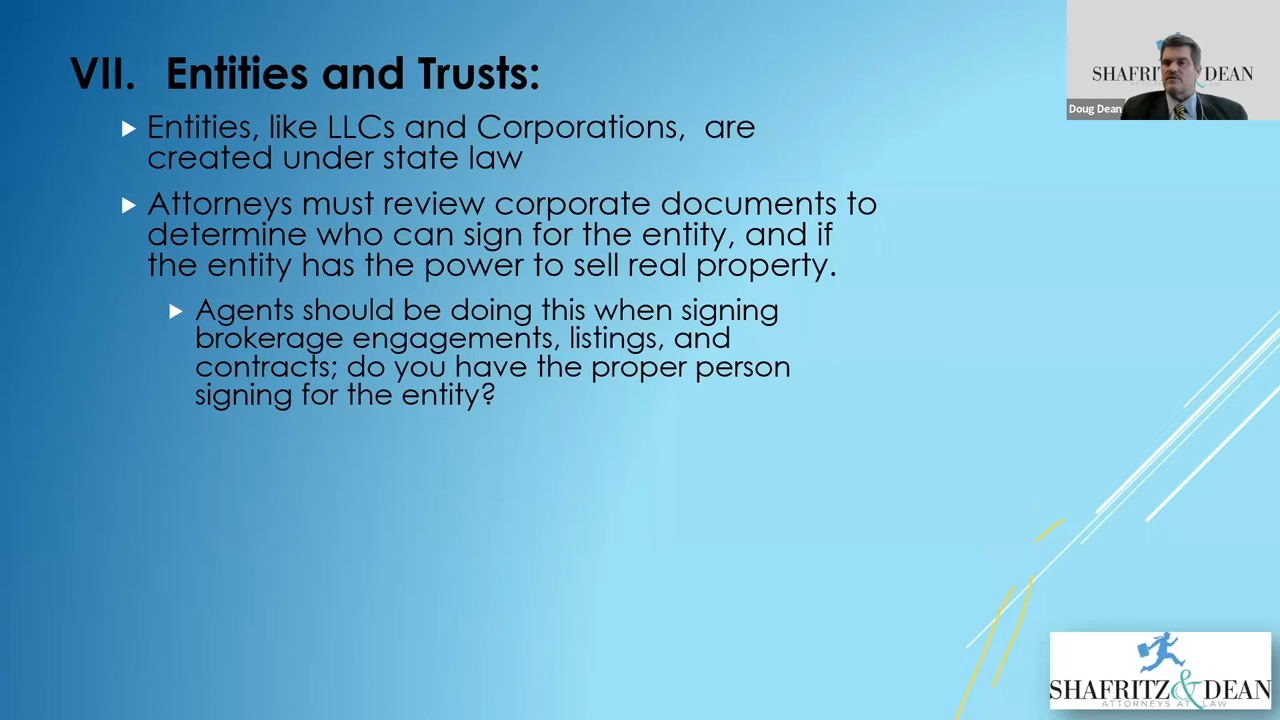 VII. Entities and Trusts:
Entities, like LLCs and Corporations, are
created under state law
Attorneys must review corporate documents to
determine who can sign for the entity, and if
the entity has the power to sell real property.
Agents should be doing this when signing
brokerage engagements, listings, and
contracts; do you have the proper person
signing for the entity?
SHAFRITZ & DEAN
Doug Dean
SHAFRITZ & DEAN
ATTORNEYS AT LAW